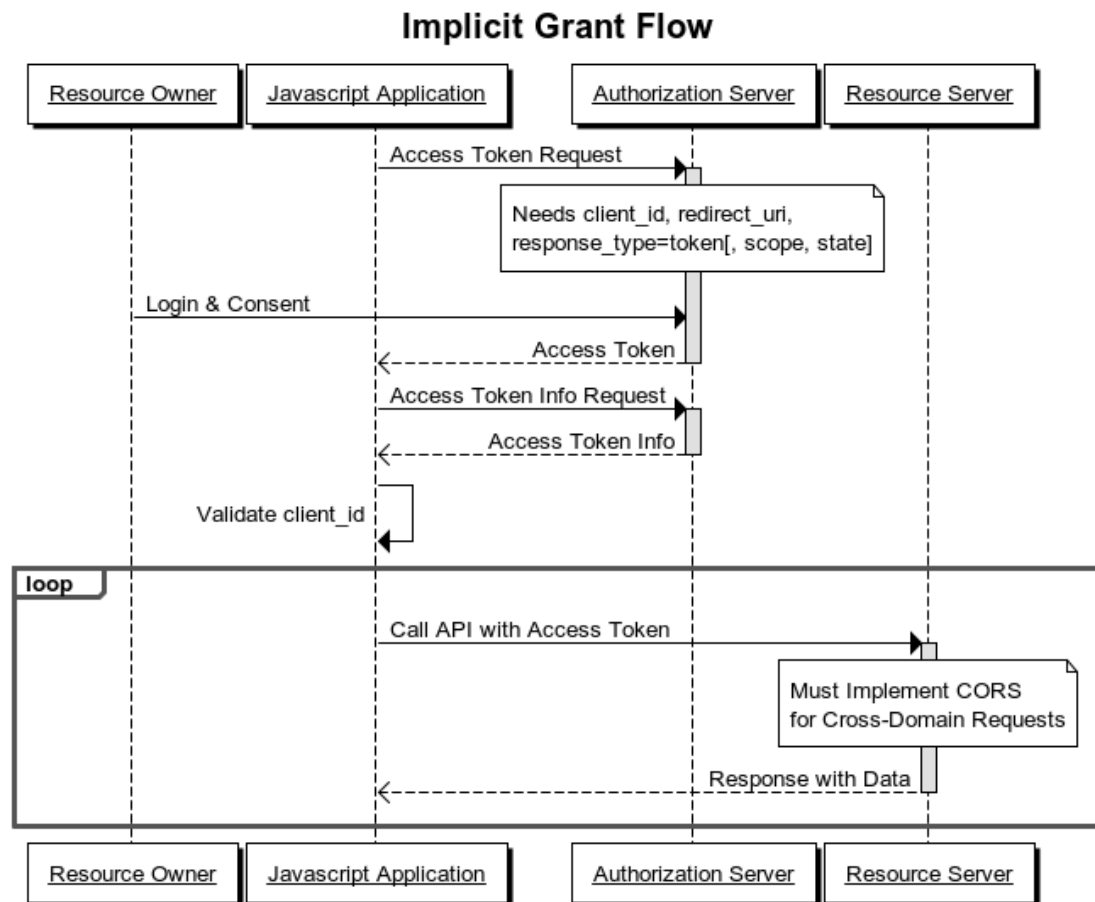 Implicit Grant Flow
Resource Owner
Javascript Application
Authorization Server
Resource Server
Access Token Request
Needs client_id, redirect_uri,
response_type=token[, scope, state]
Login & Consent
Access Token
Access Token Info Request
Access Token Info
Validate client_id
loop
Call API with Access Token
Must Implement CORS
for Cross-Domain Requests
Response with Data
Resource Owner
Javascript Application
Authorization Server
Resource Server